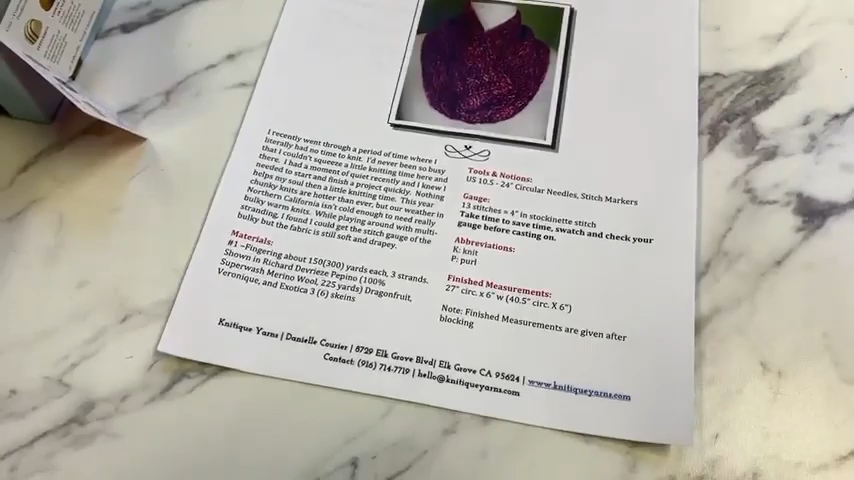 I recently went through a period of time where I
literally had no time to knit. I'd never been so busy
that I couldn't squeeze a little knitting time here and
there. I had a moment of quiet recently and I knew I
needed to start and finish a project quickly. Nothing
helps my soul then a little knitting time. This year
chunky knits are hotter than ever, but our weather in
Northern California isn't cold enough to need really
bulky warm knits. While playing around with multi-
stranding, I found I could get the stitch gauge of the
bulky but the fabric is still soft and drapey.
Materials:
#1 ~Fingering about 150(300) yards each, 3 strands.
Shown in Richard Devrieze Pepino (100%
Superwash Merino Wool, 225 yards) Dragonfruit,
Veronique, and Exotica 3 (6) skeins
Tools & Notions:
US 10.5 - 24" Circular Needles, Stitch Markers
Gauge:
13 stitches = 4" in stockinette stitch
Take time to save time, swatch and check your
gauge before casting on.
Abbreviations:
K: knit
P: purl
Finished Measurements:
27" circ. x 6" w (40.5" circ. X 6")
Note: Finished Measurements are given after
blocking
Knitique Yarns | Danielle Courier | 8729 Elk Grove Blvd| Elk Grove CA 95624 | www.knitiqueyarns.com
Contact: (916) 714-7719 | hello@knitiqueyarns.com